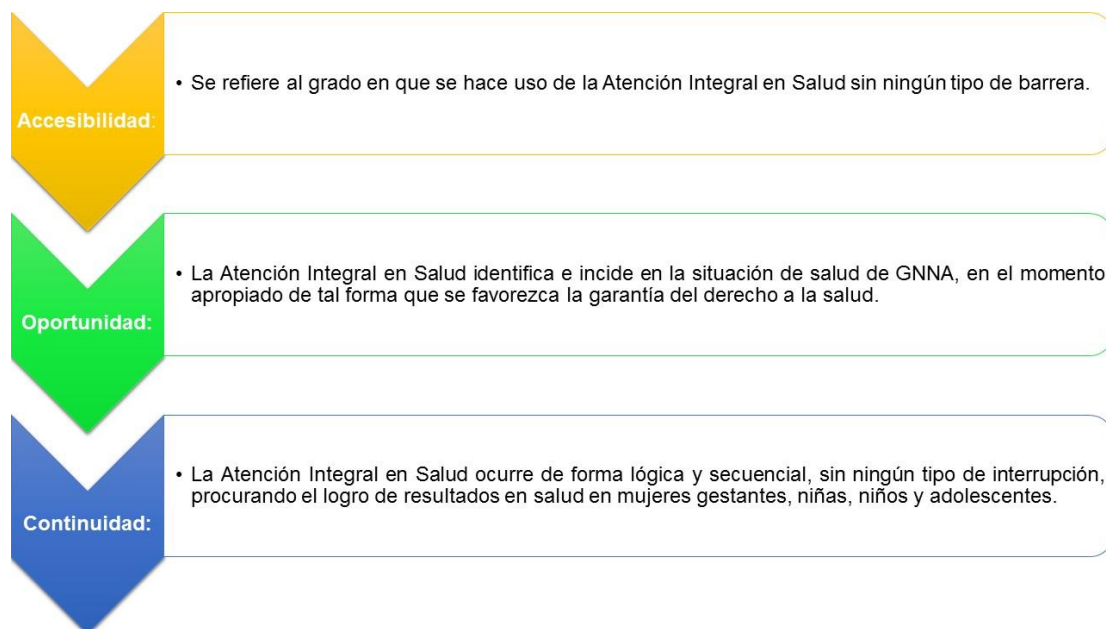 Accesibilidad:
• Se refiere al grado en que se hace uso de la Atención Integral en Salud sin ningún tipo de barrera.
Oportunidad:
• La Atención Integral en Salud identifica e incide en la situación de salud de GNNA, en el momento
apropiado de tal forma que se favorezca la garantía del derecho a la salud.
Continuidad:
• La Atención Integral en Salud ocurre de forma lógica y secuencial, sin ningún tipo de interrupción,
procurando el logro de resultados en salud en mujeres gestantes, niñas, niños y adolescentes.